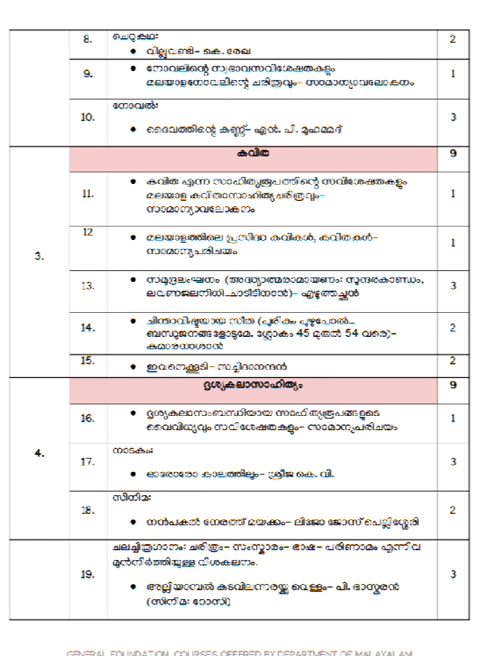 8. ചെറുകഥ: 2
• വില്ലുവണ്ടി- കെ. രേഖ
9. • നോവലിന്റെ സ്വഭാവസവിശേഷതകളും 1
മലയാളനോവലിന്റെ ചരിത്രവും- സാമാന്യാവലോകനം
നോവൽ:
10. 3
• ദൈവത്തിന്റെ കണ്ണ്- എൻ. പി. മുഹമ്മദ്
കവിത 9
3.
• കവിത എന്ന സാഹിത്യരൂപത്തിന്റെ സവിശേഷതകളും
11. മലയാള കവിതാസാഹിത്യ ചരിത്രവും- 1
സാമാന്യാവലോകനം
12 • മലയാളത്തിലെ പ്രസിദ്ധ കവികൾ, കവിതകൾ- 1
സാമാന്യപരിചയം
13. • സമുദ്രലംഘനം (അദ്ധ്യാത്മരാമായണം: സുന്ദരകാണ്ഡം, 3
ലവണജലനിധി...ചാടിടിനാൻ)- എഴുത്തച്ഛൻ
14. • ചിന്താവിഷ്ടയായ സീത (പുരികം പുഴുപോൽ... 2
ബന്ധുജനങ്ങളോടുമേ. ശ്ലോകം 45 മുതൽ 54 വരെ)-
കുമാരനാശാൻ
15. 2
• ഇവനെക്കൂടി- സച്ചിദാനന്ദൻ
ദൃശ്യകലാസാഹിത്യം 9
4.
16. • ദൃശ്യകലാസംബന്ധിയായ സാഹിത്യരൂപങ്ങളുടെ 1
വൈവിധ്യവും സവിശേഷതകളും- സാമാന്യപരിചയം
നാടകം:
17. 3
• ഓരോരോ കാലത്തിലും- ശ്രീജ കെ. വി.
സിനിമ:
18. 2
• നൻപകൽ നേരത്ത് മയക്കം- ലിജോ ജോസ് പെല്ലിശ്ശേരി
ചലച്ചിത്രഗാനം: ചരിത്രം- സംസ്കാരം- ഭാഷ- പരിണാമം എന്നിവ
മുൻനിർത്തിയുള്ള വിശകലനം.
19. 3
• അല്ലിയാമ്പൽ കടവിലന്നരയ്ക്കു വെള്ളം- പി. ഭാസ്കരൻ
(സിനിമ: റോസി)
GENERAL FOUNDATION COURSES OFFERED BY DEPARTMENT OF MALAYALAM